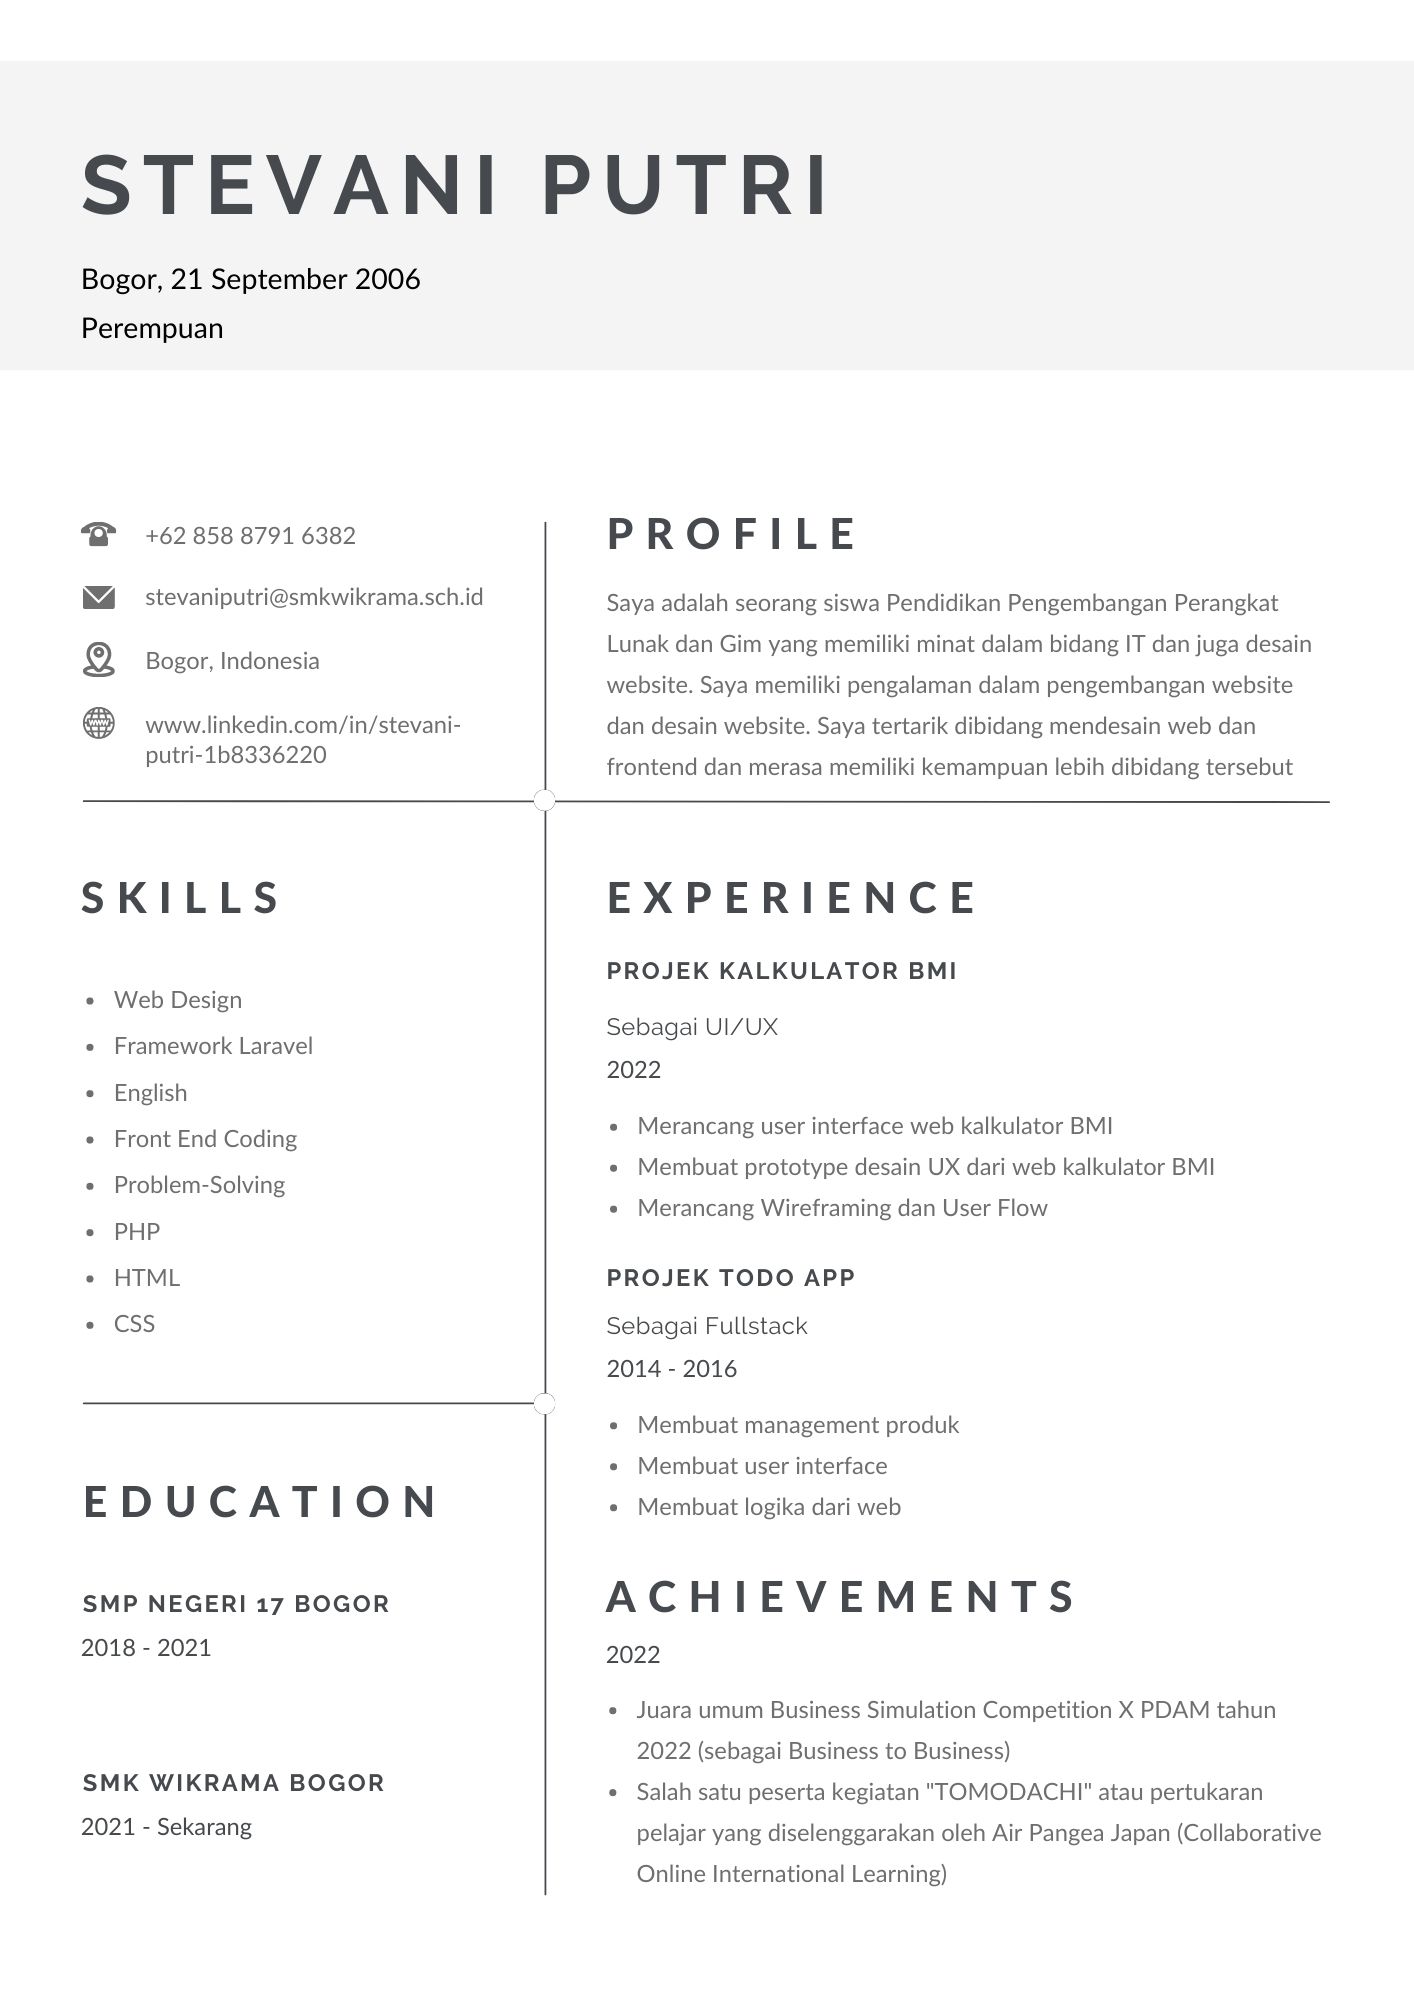 STEVANI PUTRI
Bogor, 21 September 2006
Perempuan
+62 858 8791 6382
stevaniputri@smkwikrama.sch.id
Bogor, Indonesia
www.linkedin.com/in/stevani-
putri-1b8336220
PROFILE
Saya adalah seorang siswa Pendidikan Pengembangan Perangkat
Lunak dan Gim yang memiliki minat dalam bidang IT dan juga desain
website. Saya memiliki pengalaman dalam pengembangan website
dan desain website. Saya tertarik dibidang mendesain web dan
frontend dan merasa memiliki kemampuan lebih dibidang tersebut
SKILLS
• Web Design
• Framework Laravel
• English
• Front End Coding
• Problem-Solving
• PHP
• HTML
• CSS
EDUCATION
SMP NEGERI 17 BOGOR
2018 - 2021
SMK WIKRAMA BOGOR
2021 - Sekarang
EXPERIENCE
PROJEK KALKULATOR BMI
Sebagai UI/UX
2022
• Merancang user interface web kalkulator BMI
• Membuat prototype desain UX dari web kalkulator BMI
• Merancang Wireframing dan User Flow
PROJEK TODO APP
Sebagai Fullstack
2014 - 2016
• Membuat management produk
• Membuat user interface
• Membuat logika dari web
ACHIEVEMENTS
2022
• Juara umum Business Simulation Competition X PDAM tahun
2022 (sebagai Business to Business)
• Salah satu peserta kegiatan "TOMODACHI" atau pertukaran
pelajar yang diselenggarakan oleh Air Pangea Japan (Collaborative
Online International Learning)